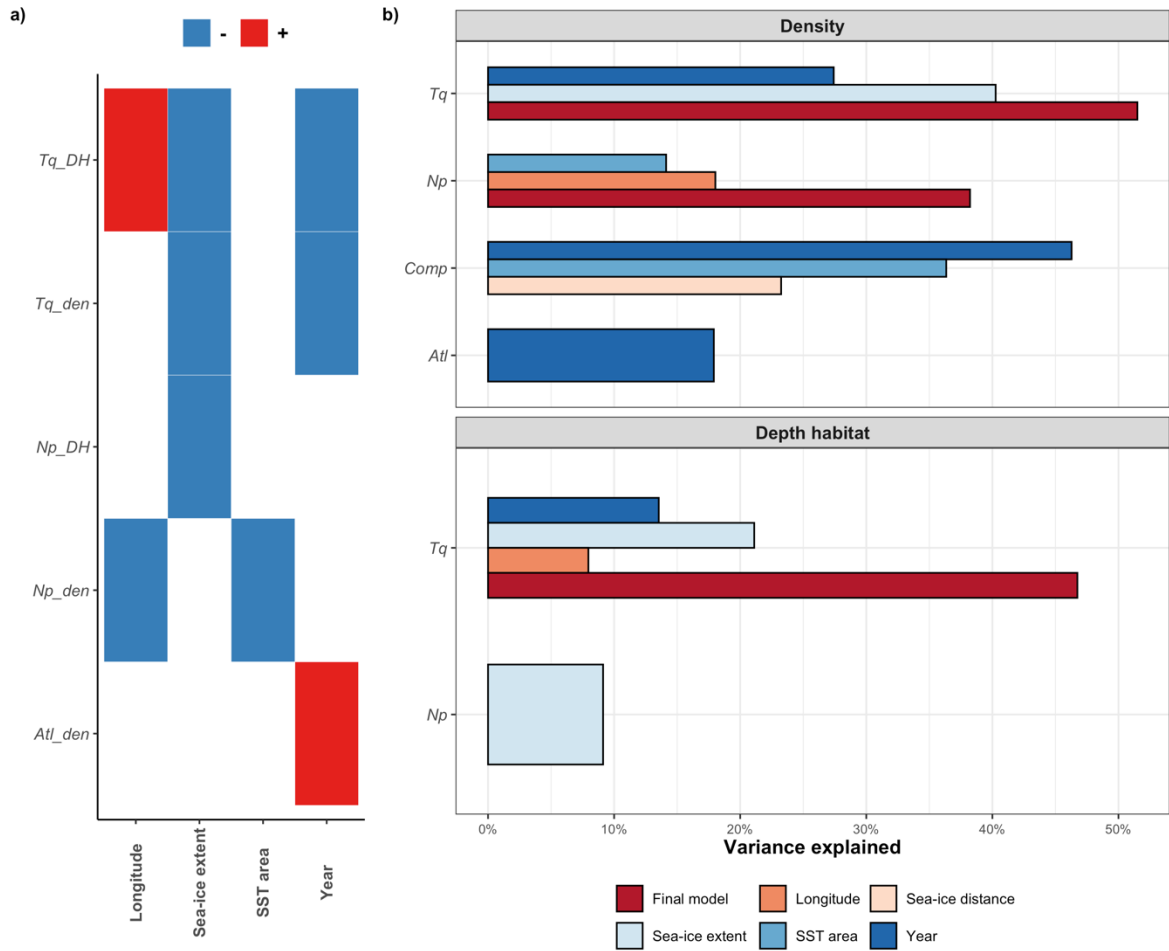 a)
- +
Tq_DH
Tq_den
Np_DH
Np_den
Atl_den
Longitude
Sea-ice extent
SST area
Year
b)
Density
Tq
Np
Comp
Atl
Depth habitat
Tq
Np
0% 10% 20% 30% 40% 50%
Variance explained
Final model Longitude Sea-ice distance
Sea-ice extent SST area Year